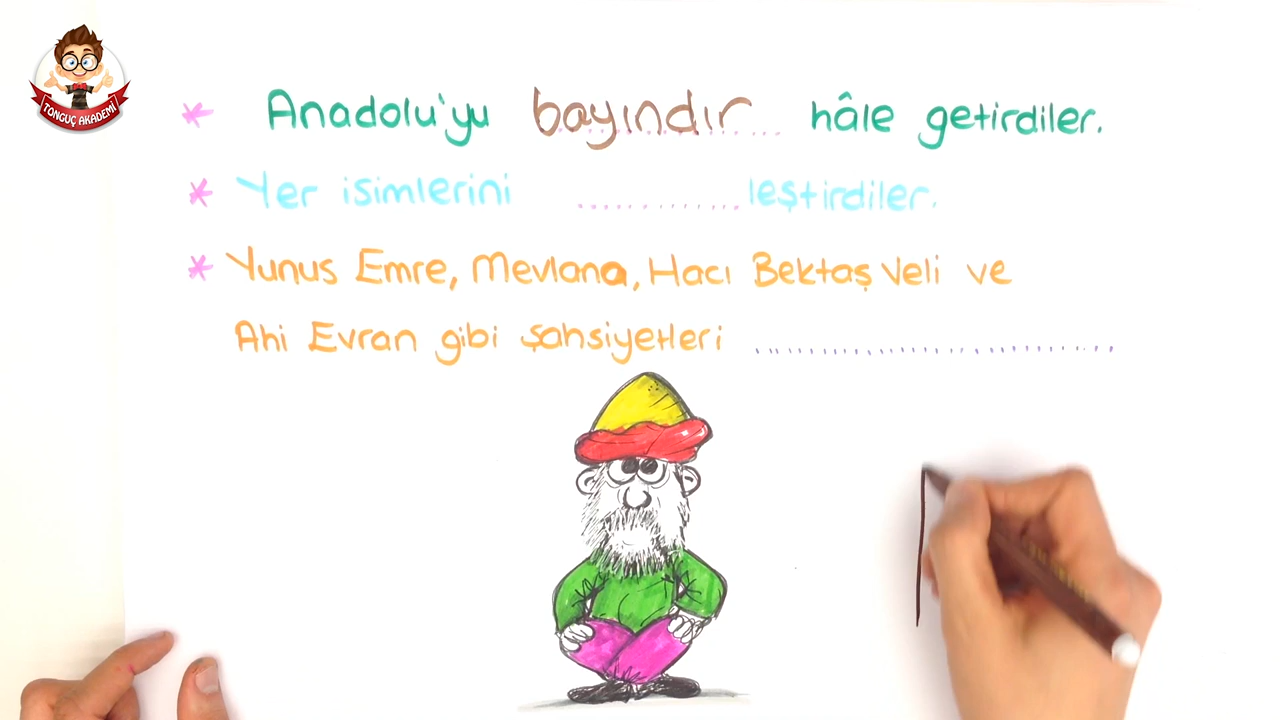 TONGUÇ AKADEMİ
* Anadolu'yu bayındır... hâle getirdiler.
* Yer isimlerini ............leştirdiler.
* Yunus Emre, Mevlana, Hacı Bektaş Veli ve
Ahi Evran gibi şahsiyetleri ..............................